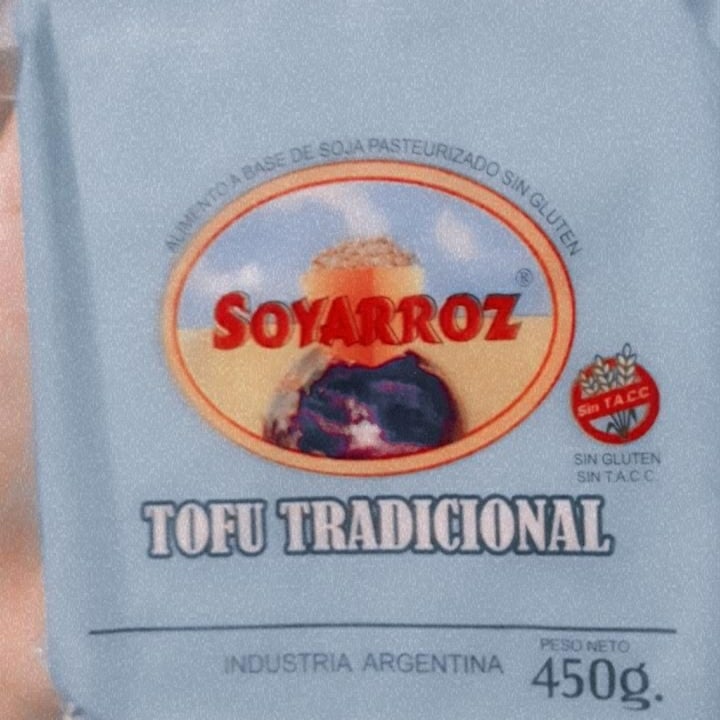 ALIMENTO A BASE DE SOJA PASTEURIZADO SIN GLUTEN
SOYARROZ ®
Sin T.A.C.C
SIN GLUTEN
SIN T.A.C.C.
TOFU TRADICIONAL
INDUSTRIA ARGENTINA
PESO NETO
450g.